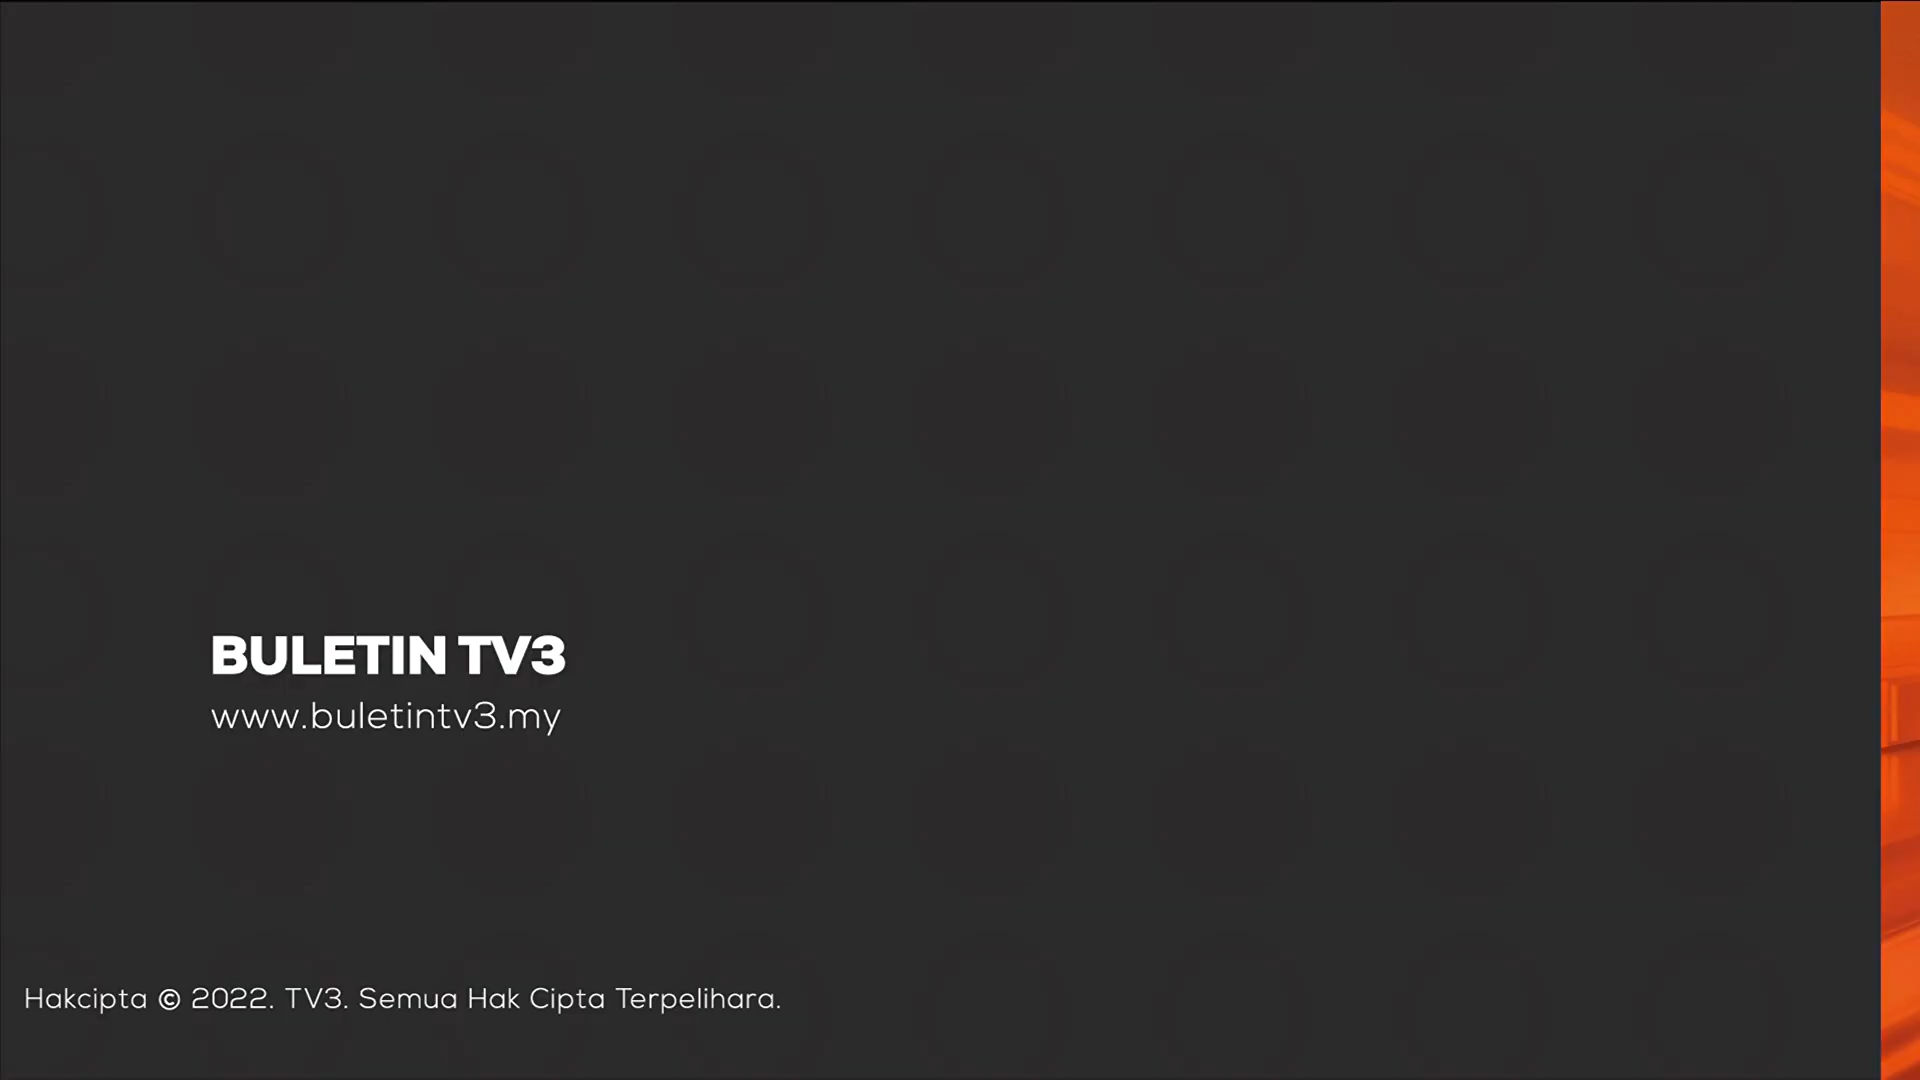 BULETIN TV3
www.buletintv3.my
Hakcipta © 2022. TV3. Semua Hak Cipta Terpelihara.